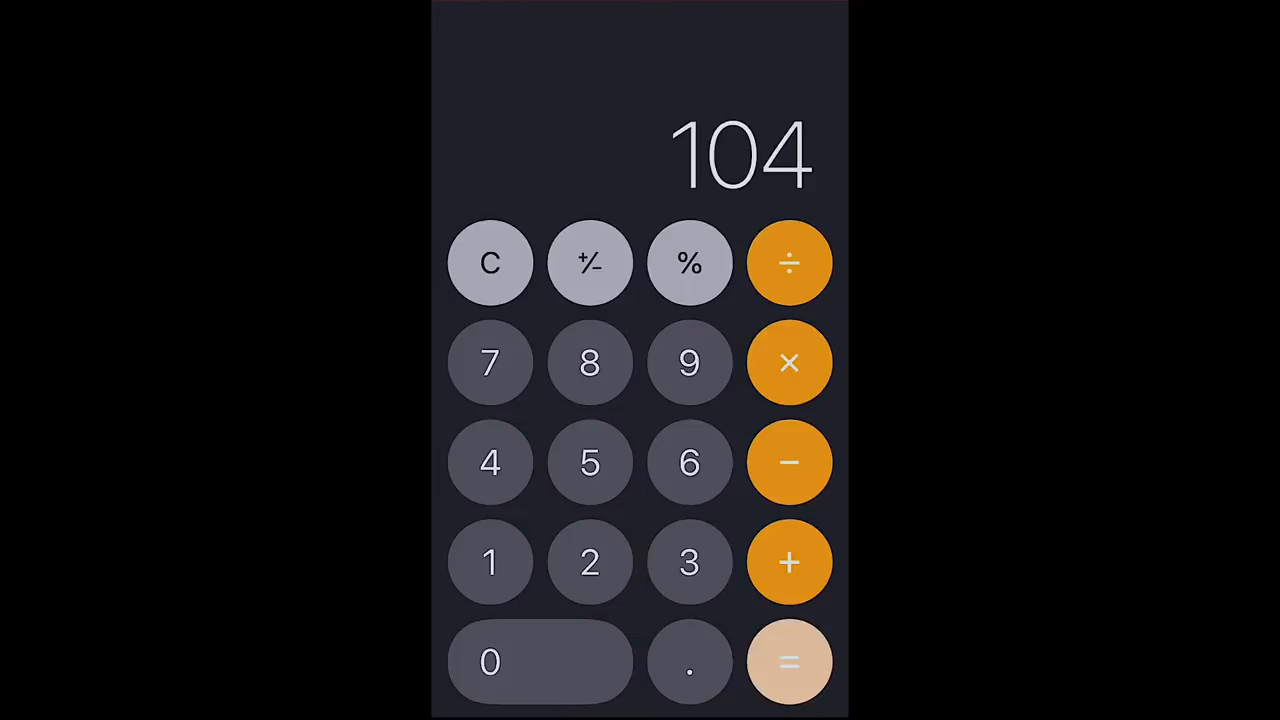 104
C +/- % ÷
7 8 9 ×
4 5 6 −
1 2 3 +
0 . =